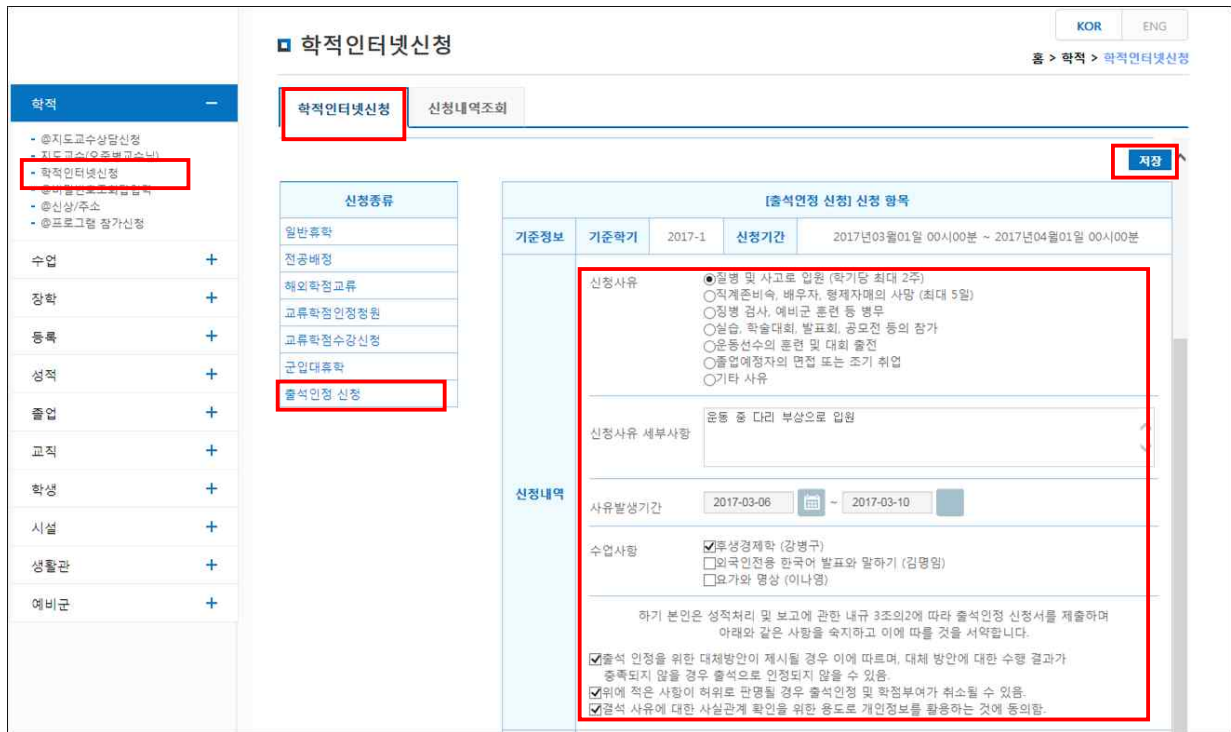 KOR ENG
학적인터넷신청
홈 > 학적 > 학적인터넷신청
학적
@지도교수상담신청
학적인터넷신청
@신상/주소
@프로그램 참가신청
수업
장학
등록
성적
졸업
교직
학생
시설
생활관
예비군
학적인터넷신청 신청내역조회
저장
신청종류
일반휴학
전공배정
해외학점교류
교류학점인정청원
교류학점수강신청
군입대휴학
출석인정 신청
[출석인정 신청] 신청 항목
기준정보 기준학기 2017-1 신청기간 2017년03월01일 00시00분 ~ 2017년04월01일 00시00분
신청내역
신청사유
질병 및 사고로 입원 (학기당 최대 2주)
직계존비속, 배우자, 형제자매의 사망 (최대 5일)
징병 검사, 예비군 훈련 등 병무
실습, 학술대회, 발표회, 공모전 등의 참가
운동선수의 훈련 및 대회 출전
졸업예정자의 면접 또는 조기 취업
기타 사유
신청사유 세부사항
운동 중 다리 부상으로 입원
사유발생기간 2017-03-06 ~ 2017-03-10
수업사항
후생경제학 (강병구)
외국인전용 한국어 발표와 말하기 (김명임)
요가와 명상 (이나영)
하기 본인은 성적처리 및 보고에 관한 내규 3조의2에 따라 출석인정 신청서를 제출하며
아래와 같은 사항을 숙지하고 이에 따를 것을 서약합니다.
출석 인정을 위한 대체방안이 제시될 경우 이에 따르며, 대체 방안에 대한 수행 결과가
충족되지 않을 경우 출석으로 인정되지 않을 수 있음.
위에 적은 사항이 허위로 판명될 경우 출석인정 및 학점부여가 취소될 수 있음.
결석 사유에 대한 사실관계 확인을 위한 용도로 개인정보를 활용하는 것에 동의함.